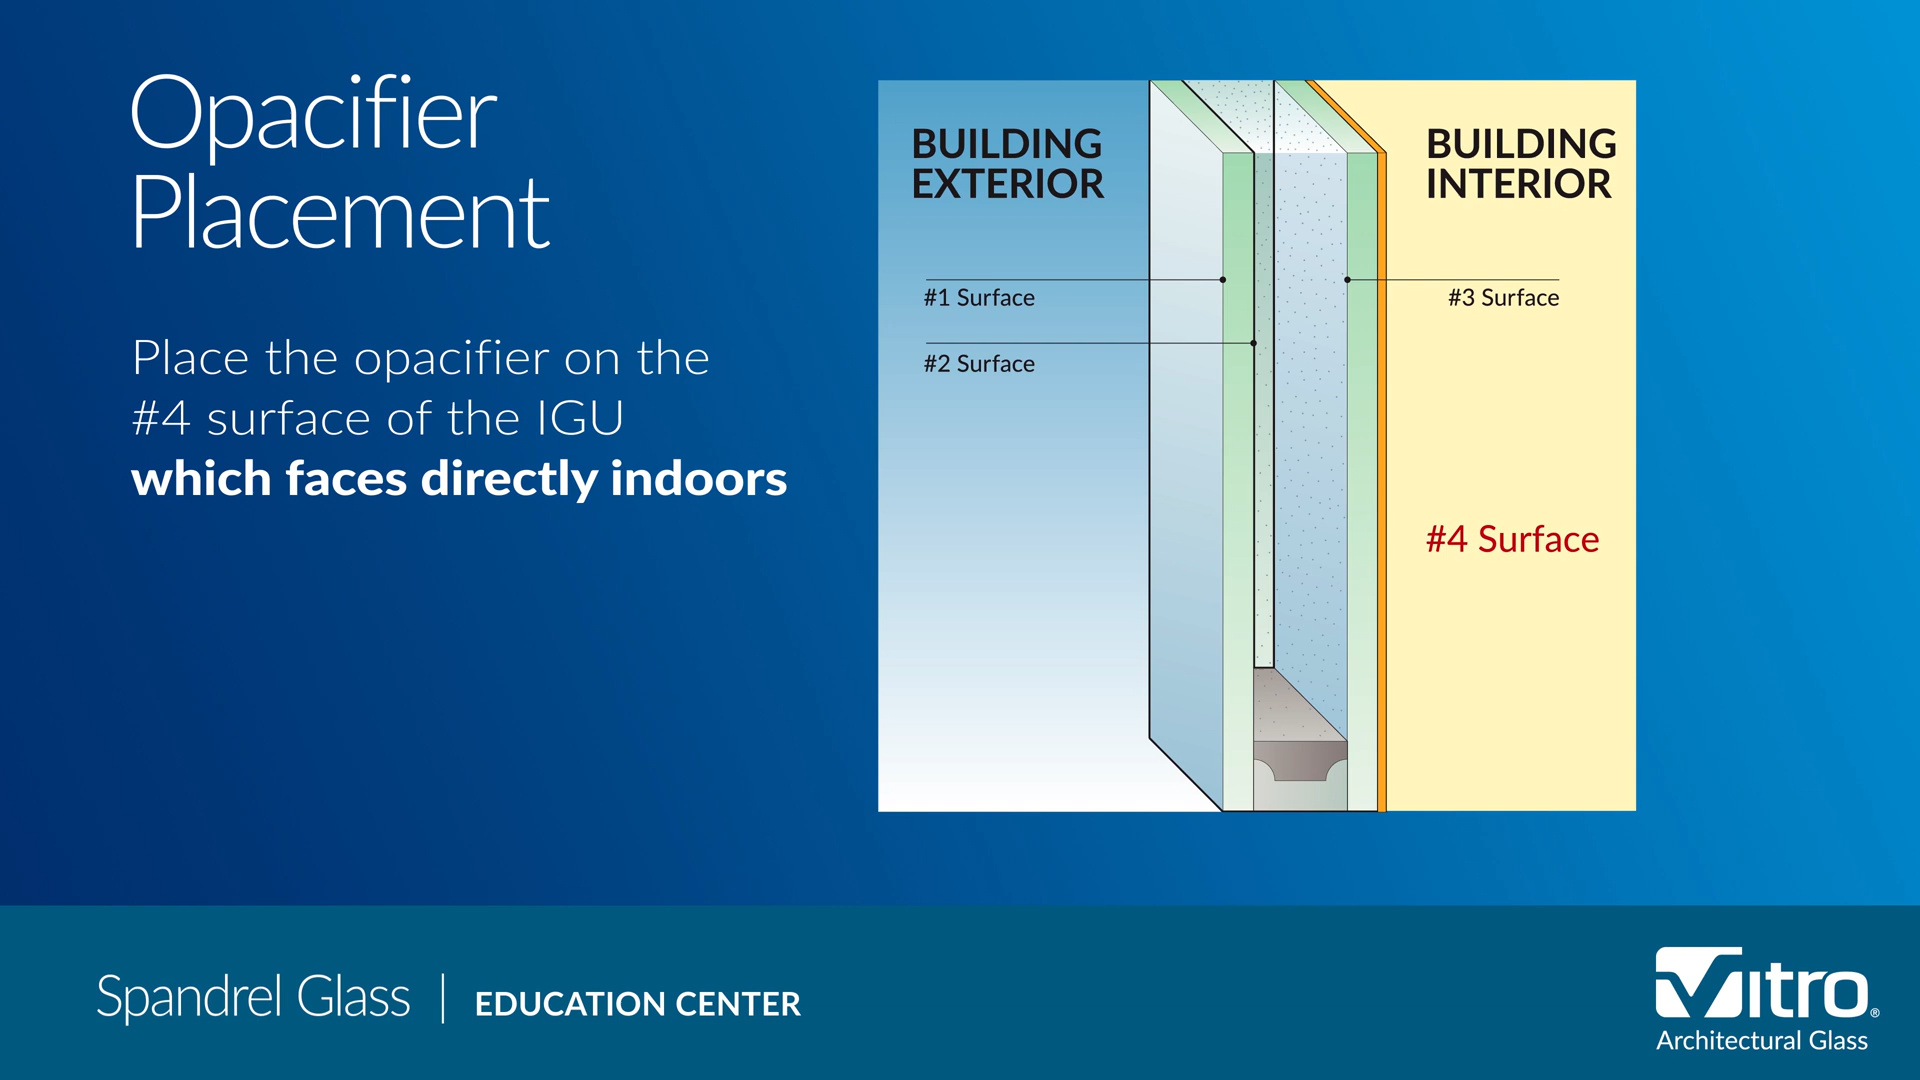 Opacifier
Placement
Place the opacifier on the
#4 surface of the IGU
which faces directly indoors
BUILDING
EXTERIOR
#1 Surface
#2 Surface
BUILDING
INTERIOR
#3 Surface
#4 Surface
Spandrel Glass | EDUCATION CENTER
Vitro®
Architectural Glass